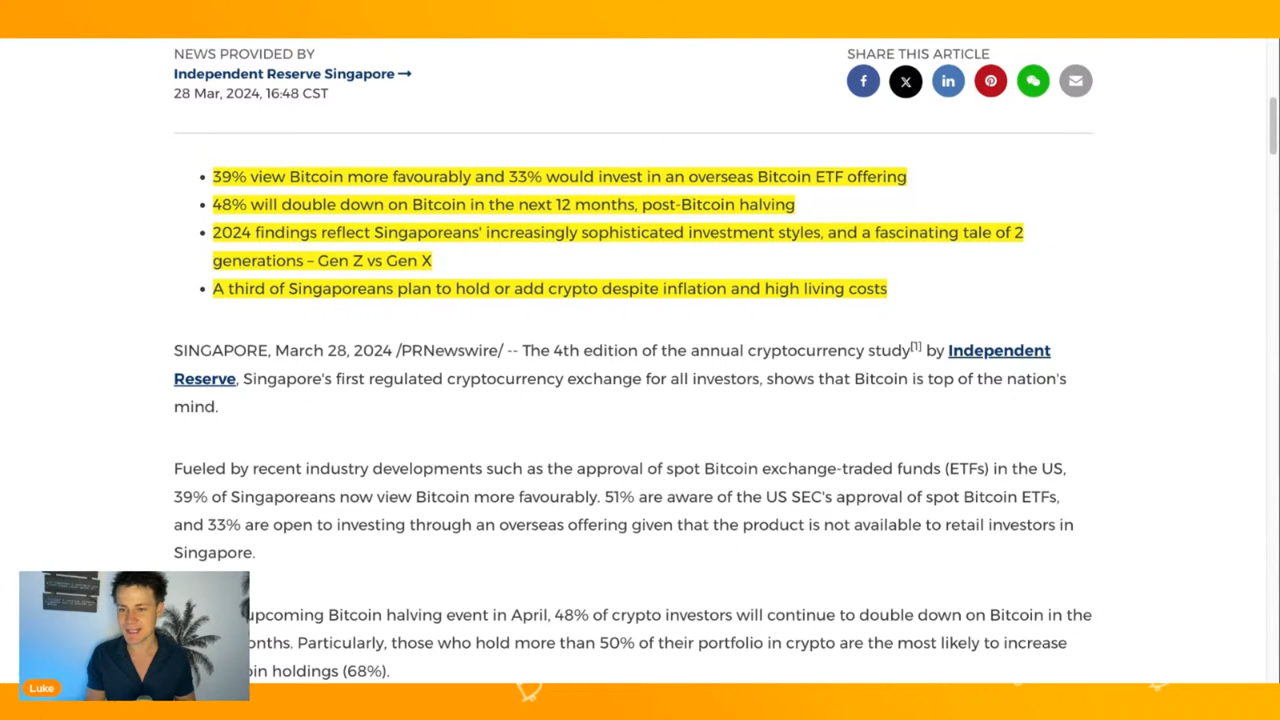 NEWS PROVIDED BY
Independent Reserve Singapore →
28 Mar, 2024, 16:48 CST
SHARE THIS ARTICLE
• 39% view Bitcoin more favourably and 33% would invest in an overseas Bitcoin ETF offering
• 48% will double down on Bitcoin in the next 12 months, post-Bitcoin halving
• 2024 findings reflect Singaporeans' increasingly sophisticated investment styles, and a fascinating tale of 2
generations – Gen Z vs Gen X
• A third of Singaporeans plan to hold or add crypto despite inflation and high living costs
SINGAPORE, March 28, 2024 /PRNewswire/ -- The 4th edition of the annual cryptocurrency study[1] by Independent
Reserve, Singapore's first regulated cryptocurrency exchange for all investors, shows that Bitcoin is top of the nation's
mind.
Fueled by recent industry developments such as the approval of spot Bitcoin exchange-traded funds (ETFs) in the US,
39% of Singaporeans now view Bitcoin more favourably. 51% are aware of the US SEC's approval of spot Bitcoin ETFs,
and 33% are open to investing through an overseas offering given that the product is not available to retail investors in
Singapore.
upcoming Bitcoin halving event in April, 48% of crypto investors will continue to double down on Bitcoin in the
onths. Particularly, those who hold more than 50% of their portfolio in crypto are the most likely to increase
oin holdings (68%).
Luke